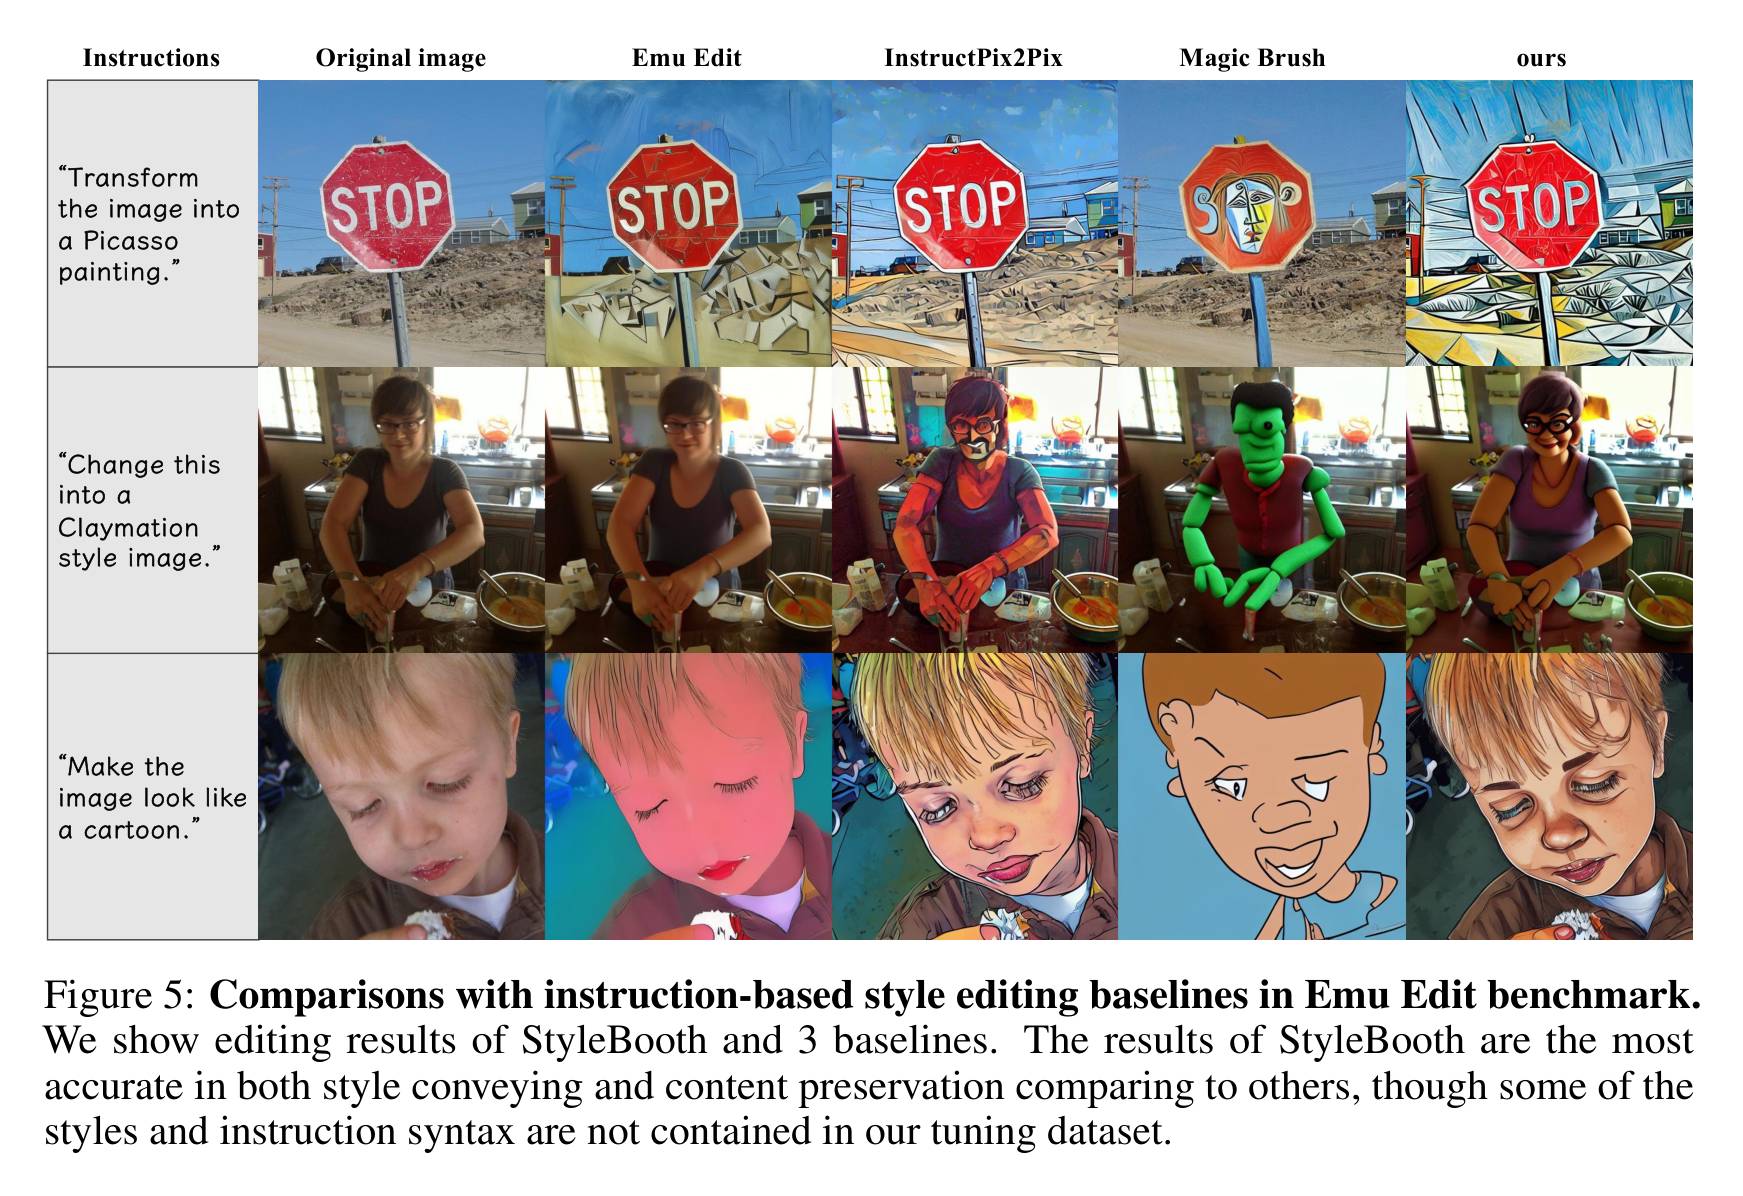 Instructions
Original image
Emu Edit
InstructPix2Pix
Magic Brush
ours
“Transform
the image into
a Picasso
painting.”
STOP
STOP
STOP
S
STOP
“Change this
into a
Claymation
style image.”
“Make the
image look like
a cartoon.”
Figure 5: Comparisons with instruction-based style editing baselines in Emu Edit benchmark.
We show editing results of StyleBooth and 3 baselines. The results of StyleBooth are the most
accurate in both style conveying and content preservation comparing to others, though some of the
styles and instruction syntax are not contained in our tuning dataset.